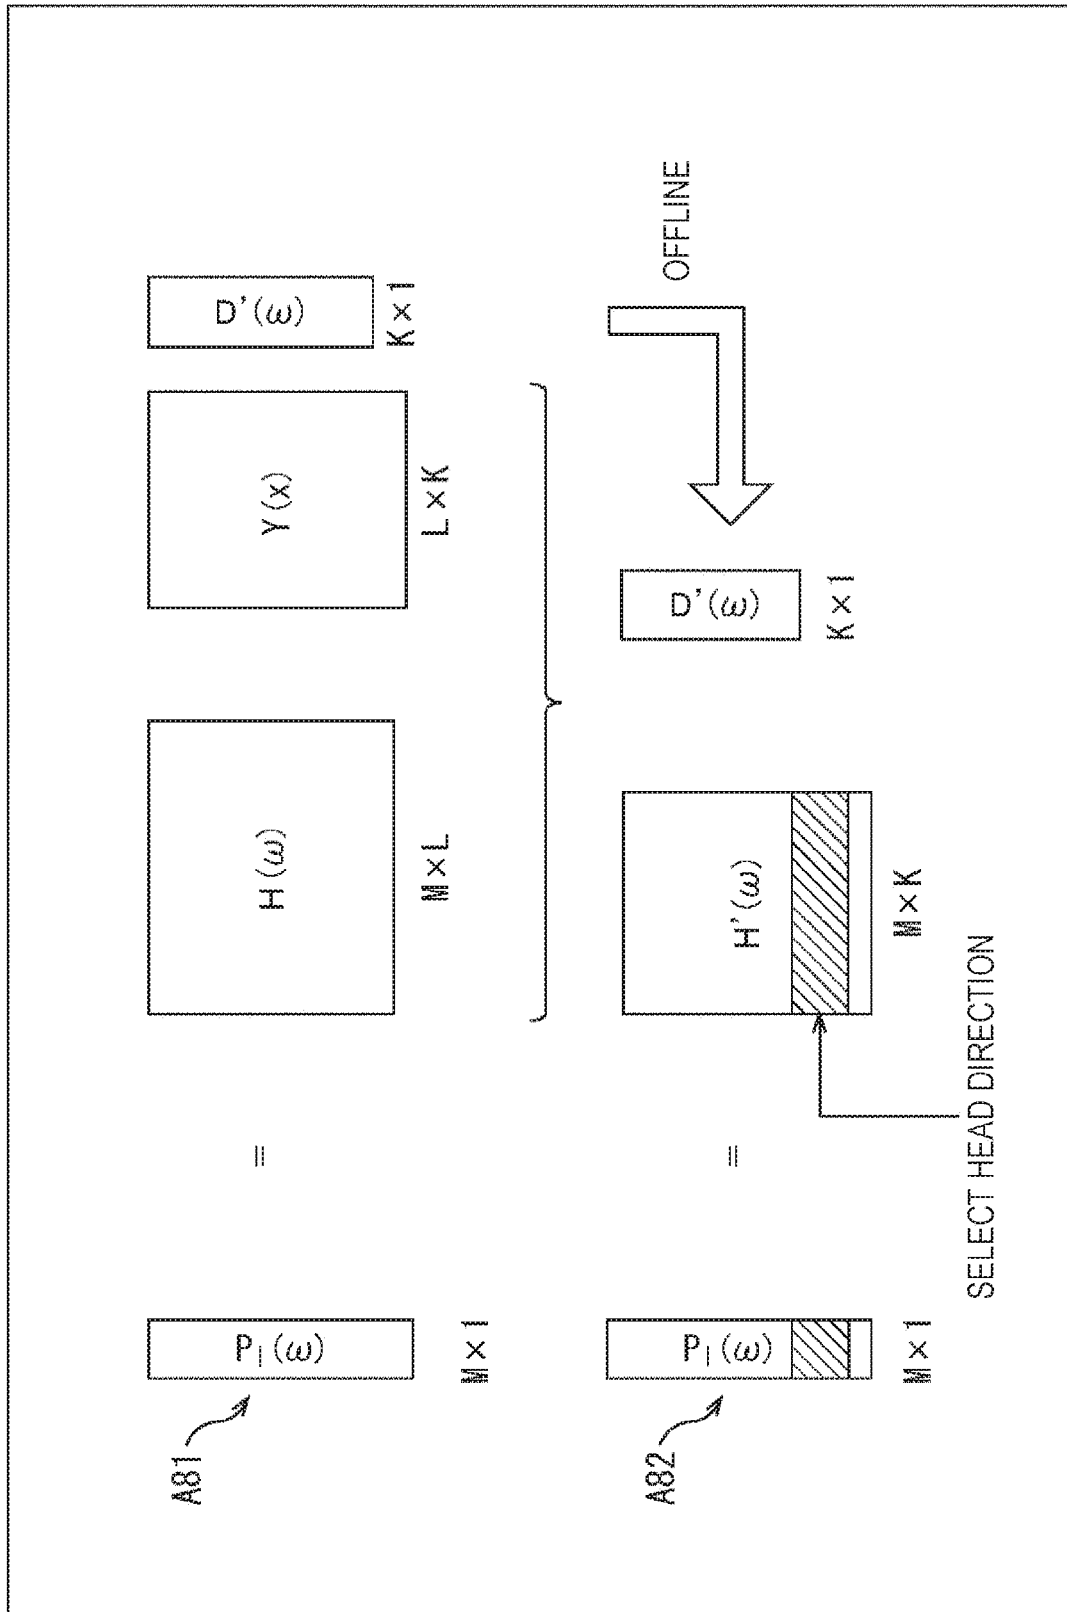 A81
P_l(ω)
M×1
=
H(ω)
M×L
Y(x)
L×K
D'(ω)
K×1
OFFLINE
A82
P_l(ω)
M×1
=
H'(ω)
M×K
D'(ω)
K×1
SELECT HEAD DIRECTION